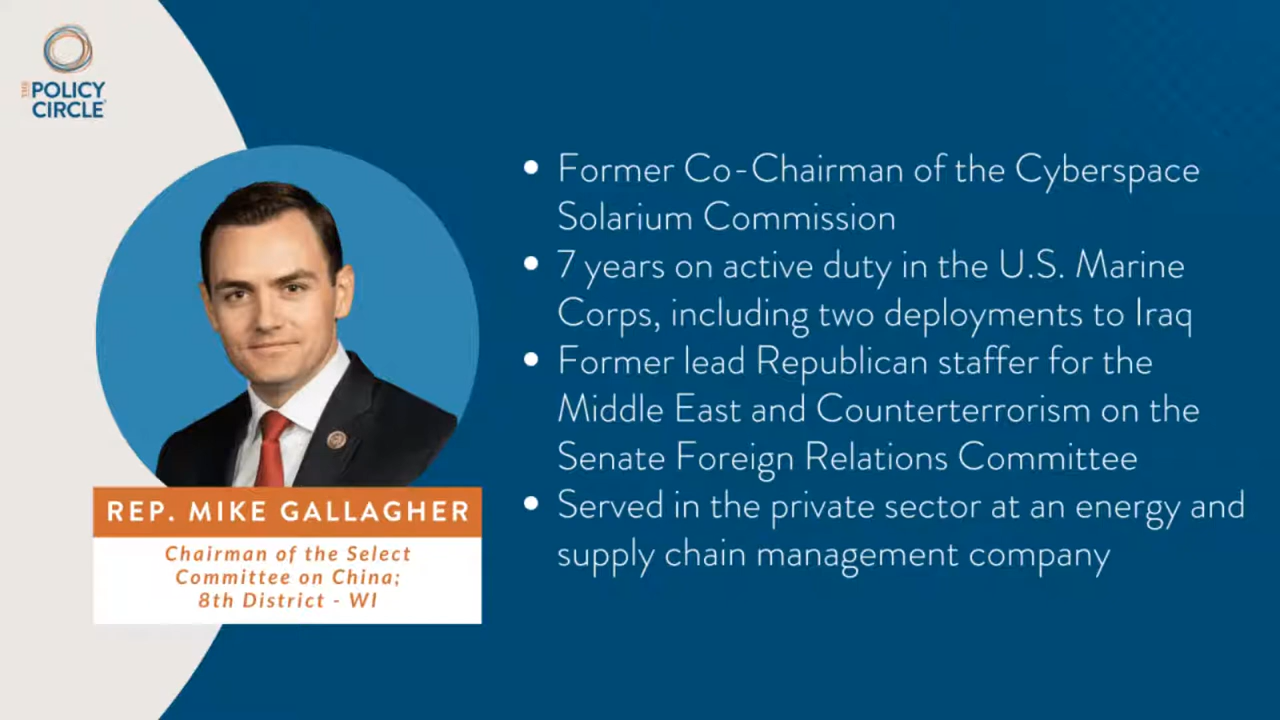 THE POLICY
CIRCLE
REP. MIKE GALLAGHER
Chairman of the Select
Committee on China;
8th District - WI
• Former Co-Chairman of the Cyberspace
Solarium Commission
• 7 years on active duty in the U.S. Marine
Corps, including two deployments to Iraq
• Former lead Republican staffer for the
Middle East and Counterterrorism on the
Senate Foreign Relations Committee
• Served in the private sector at an energy and
supply chain management company